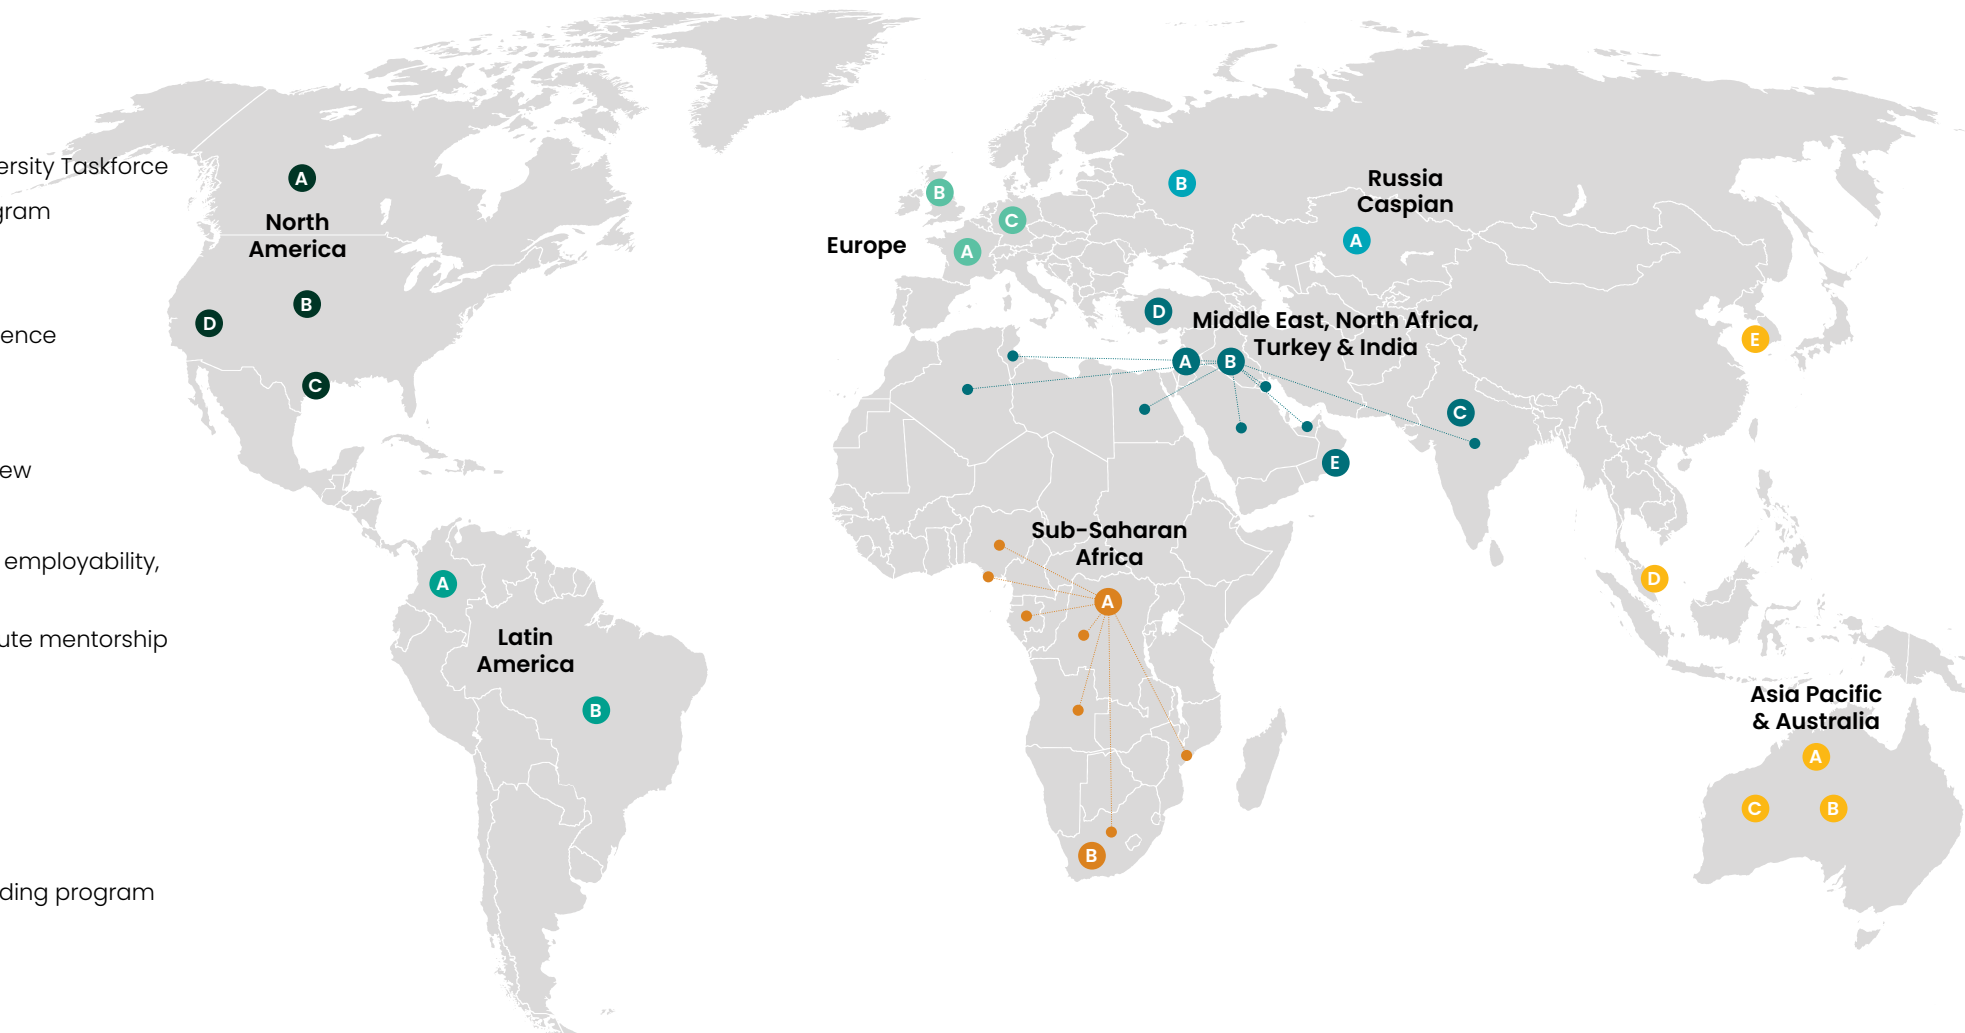 ersity Taskforce
gram
ence
ew
employability,
ute mentorship
ding program
A
North
America
B
D
C
A
Latin
America
B
Europe
B
C
A
B
Russia
Caspian
A
D
Middle East, North Africa,
Turkey & India
A B
C
E
Sub-Saharan
Africa
A
B
E
D
Asia Pacific
& Australia
A
C B